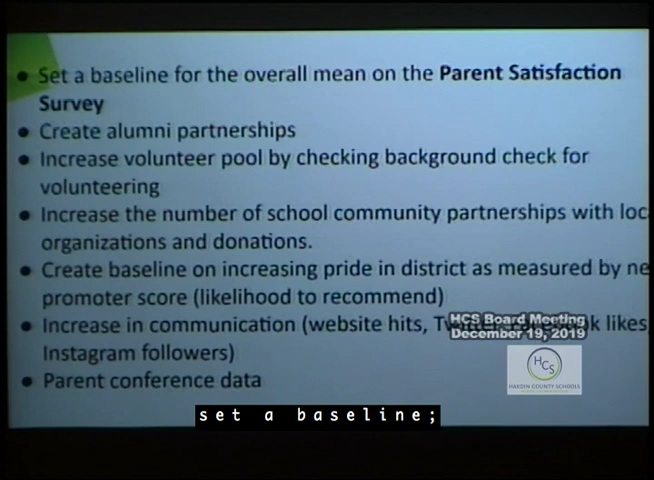 ● Set a baseline for the overall mean on the Parent Satisfaction
Survey
● Create alumni partnerships
● Increase volunteer pool by checking background check for
volunteering
● Increase the number of school community partnerships with
organizations and donations.
● Create baseline on increasing pride in district as measured by
promoter score (likelihood to recommend)
● Increase in communication (website hits, likes
Instagram followers)
● Parent conference data
HCS Board Meeting
December 19, 2019
HCS
HARDIN COUNTY SCHOOLS
set a baseline;